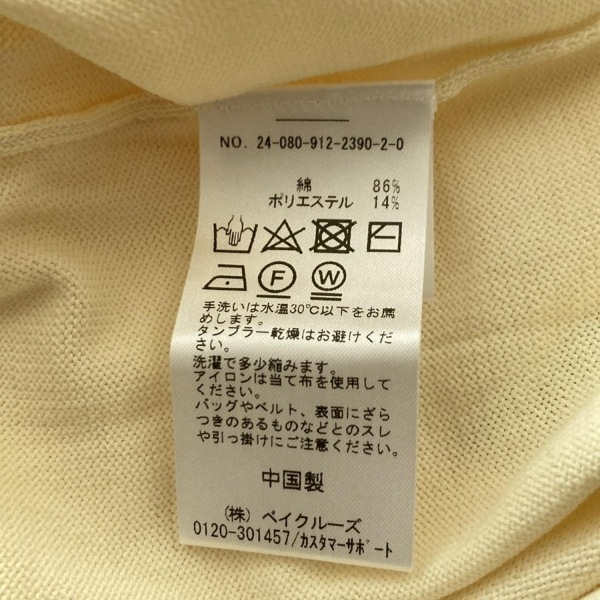 NO. 24-080-912-2390-2-0
綿 86%
ポリエステル 14%
F W
手洗いは水温30℃以下をお薦
めします。
タンブラー乾燥はお避けくだ
さい。
洗濯で多少縮みます。
アイロンは当て布を使用して
ください。
バッグやベルト、表面にざら
つきのあるものなどとのスレ
や引っ掛けにご注意ください。
中国製
(株) ベイクルーズ
0120-301457/カスタマーサポート